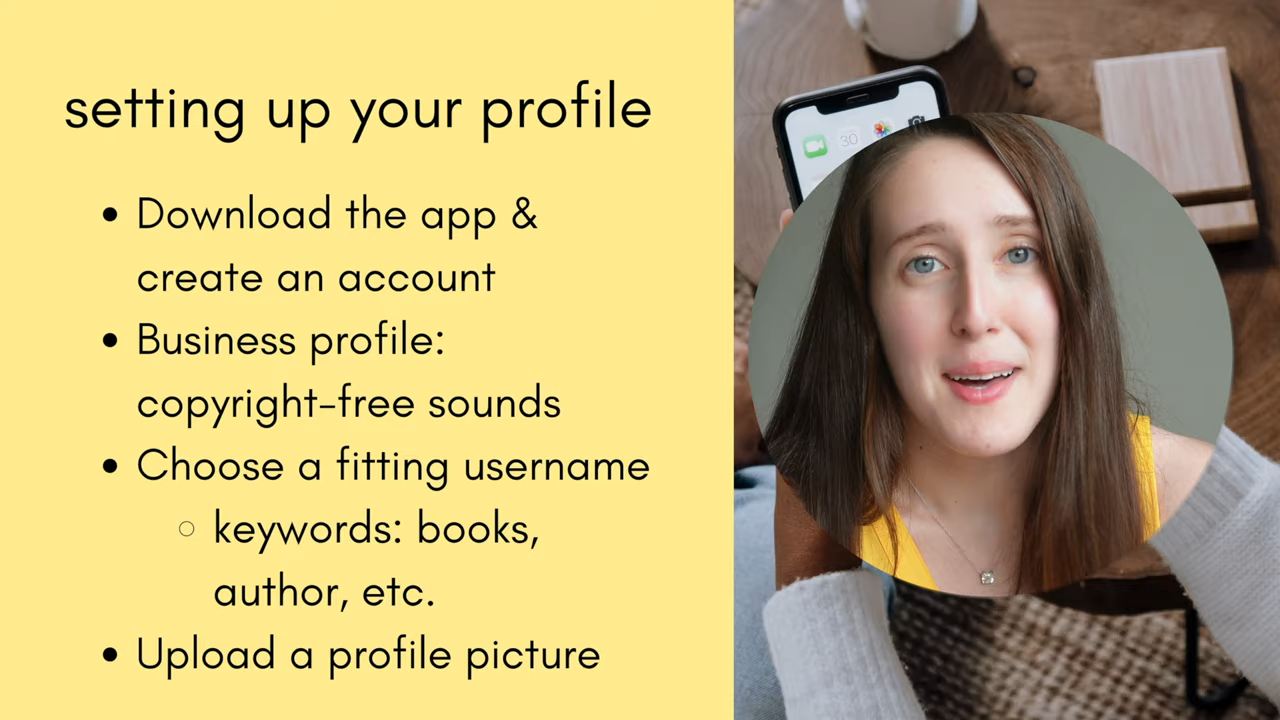 setting up your profile
• Download the app &
create an account
• Business profile:
copyright-free sounds
• Choose a fitting username
○ keywords: books,
author, etc.
• Upload a profile picture
30